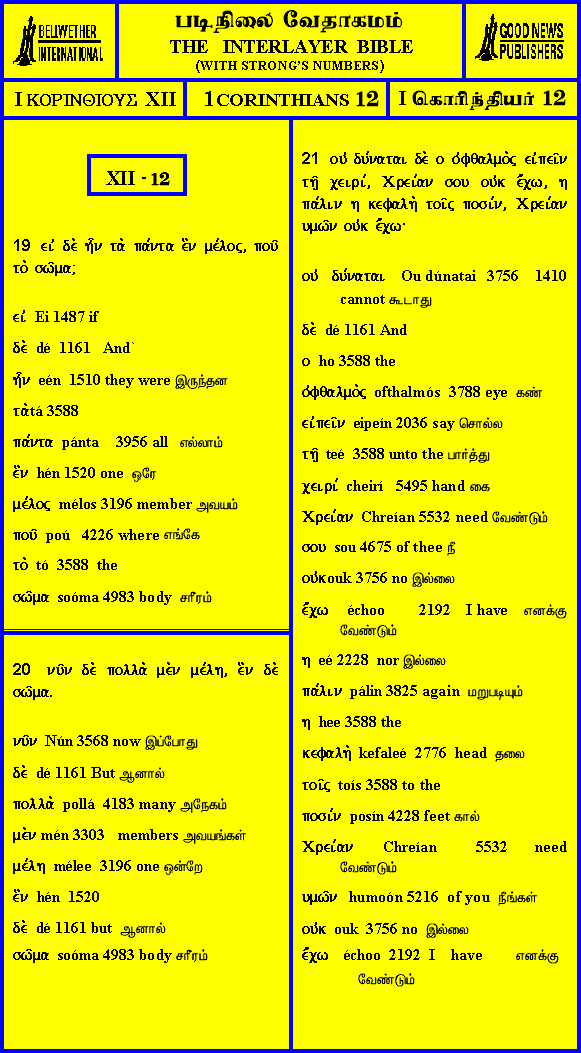 BELLWETHER
INTERNATIONAL
படிநிலை வேதாகமம்
THE INTERLAYER BIBLE
(WITH STRONG'S NUMBERS)
GOOD NEWS
PUBLISHERS
I ΚΟΡΙΝΘΙΟΥΣ XII
1 CORINTHIANS 12
I கொரிந்தியர் 12
XII - 12
19 εἰ δὲ ἦν τὰ πάντα ἓν μέλος, ποῦ
τὸ σῶμα;
εἰ Ei 1487 if
δὲ dé 1161 And`
ἦν eén 1510 they were இருந்தன
τὰtá 3588
πάντα pánta 3956 all எல்லாம்
ἓν hén 1520 one ஒரே
μέλος mélos 3196 member அவயம்
ποῦ poú 4226 where எங்கே
τὸ tó 3588 the
σῶμα soóma 4983 body சரீரம்
20 νῦν δὲ πολλὰ μὲν μέλη, ἓν δὲ
σῶμα.
νῦν Nún 3568 now இப்போது
δὲ dé 1161 But ஆனால்
πολλὰ pollá 4183 many அநேகம்
μὲν mén 3303 members அவயங்கள்
μέλη mélee 3196 one ஒன்றே
ἓν hén 1520
δὲ dé 1161 but ஆனால்
σῶμα soóma 4983 body சரீரம்
21 οὐ δύναται δὲ ο ὀφθαλμὸς εἰπεῖν
τῇ χειρί, Χρείαν σου οὐκ ἔχω, η
πάλιν η κεφαλὴ τοῖς ποσίν, Χρείαν
υμῶν οὐκ ἔχω·
οὐ δύναται Ou dúnatai 3756 1410
cannot கூடாது
δὲ dé 1161 And
ο ho 3588 the
ὀφθαλμὸς ofthalmós 3788 eye கண்
εἰπεῖν eipeín 2036 say சொல்ல
τῇ teé 3588 unto the பார்த்து
χειρί cheirí 5495 hand கை
Χρείαν Chreían 5532 need வேண்டும்
σου sou 4675 of thee நீ
οὐκouk 3756 no இல்லை
ἔχω échoo 2192 I have எனக்கு
வேண்டும்
η eé 2228 nor இல்லை
πάλιν pálin 3825 again மறுபடியும்
η hee 3588 the
κεφαλὴ kefaleé 2776 head தலை
τοῖς toís 3588 to the
ποσίν posín 4228 feet கால்
Χρείαν Chreían 5532 need
வேண்டும்
υμῶν humoón 5216 of you நீங்கள்
οὐκ ouk 3756 no இல்லை
ἔχω échoo 2192 I have எனக்கு
வேண்டும்